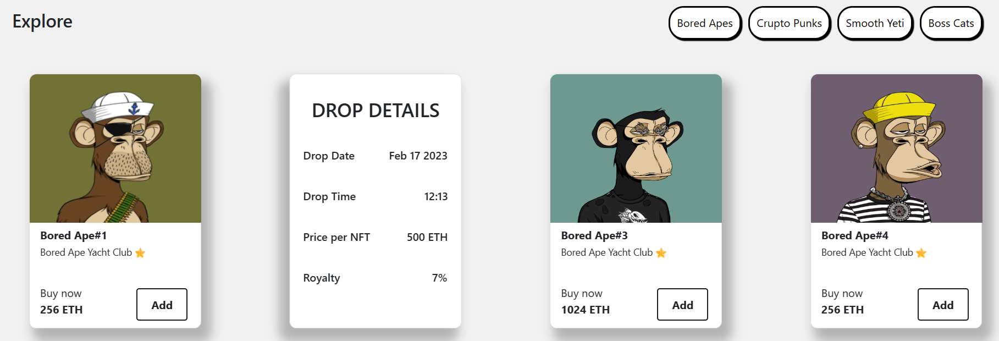 Explore
Bored Apes
Crupto Punks
Smooth Yeti
Boss Cats
Bored Ape#1
Bored Ape Yacht Club ⭐
Buy now
256 ETH
Add
DROP DETAILS
Drop Date Feb 17 2023
Drop Time 12:13
Price per NFT 500 ETH
Royalty 7%
Bored Ape#3
Bored Ape Yacht Club ⭐
Buy now
1024 ETH
Add
Bored Ape#4
Bored Ape Yacht Club ⭐
Buy now
256 ETH
Add